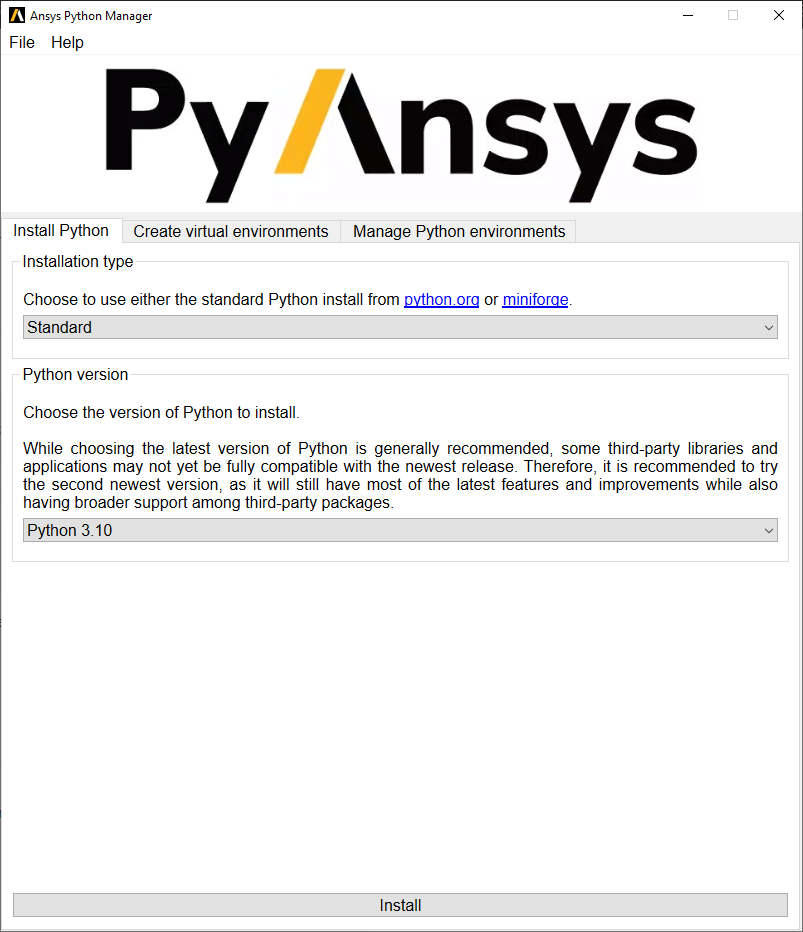 Ansys Python Manager
File Help
PyAnsys
Install Python Create virtual environments Manage Python environments
Installation type
Choose to use either the standard Python install from python.org or miniforge.
Standard
Python version
Choose the version of Python to install.
While choosing the latest version of Python is generally recommended, some third-party libraries and
applications may not yet be fully compatible with the newest release. Therefore, it is recommended to try
the second newest version, as it will still have most of the latest features and improvements while also
having broader support among third-party packages.
Python 3.10
Install